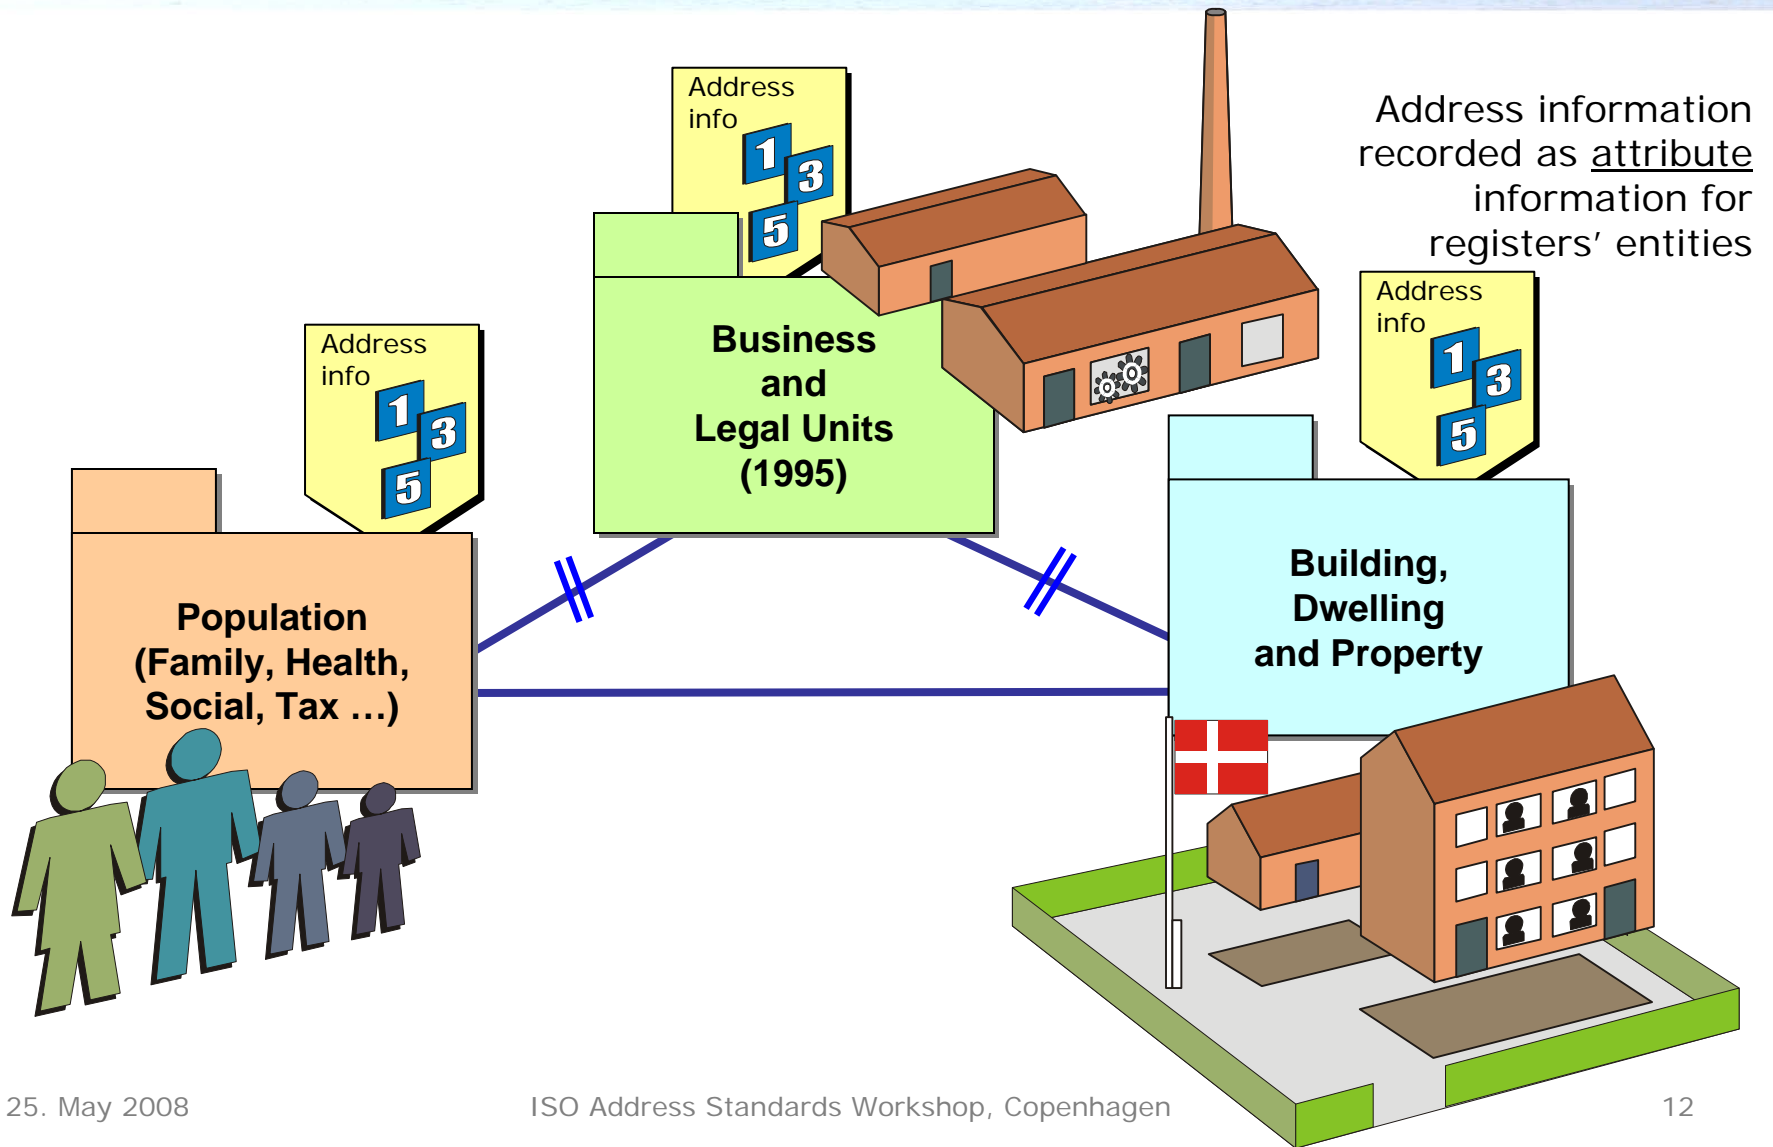 Address information
recorded as attribute
information for
registers' entities
Address
info
1
3
5
Business
and
Legal Units
(1995)
Address
info
1
3
5
Population
(Family, Health,
Social, Tax …)
Address
info
1
3
5
Building,
Dwelling
and Property
25. May 2008
ISO Address Standards Workshop, Copenhagen
12